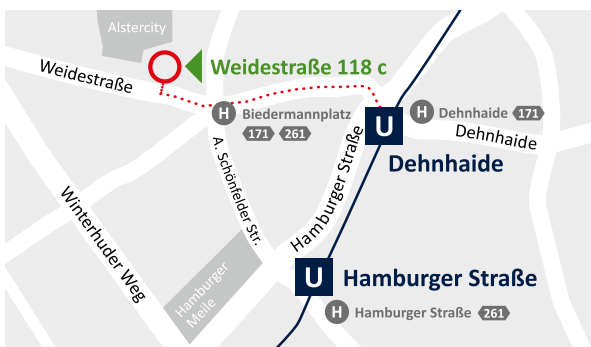 Alstercity
Weidestraße
Weidestraße 118 c
H Biedermannplatz
171 261
H Dehnhaide 171
U
Dehnhaide
Dehnhaide
A. Schönfelder Str.
Hamburger Straße
Winterhuder Weg
Hamburger
Meile
U Hamburger Straße
H Hamburger Straße 261